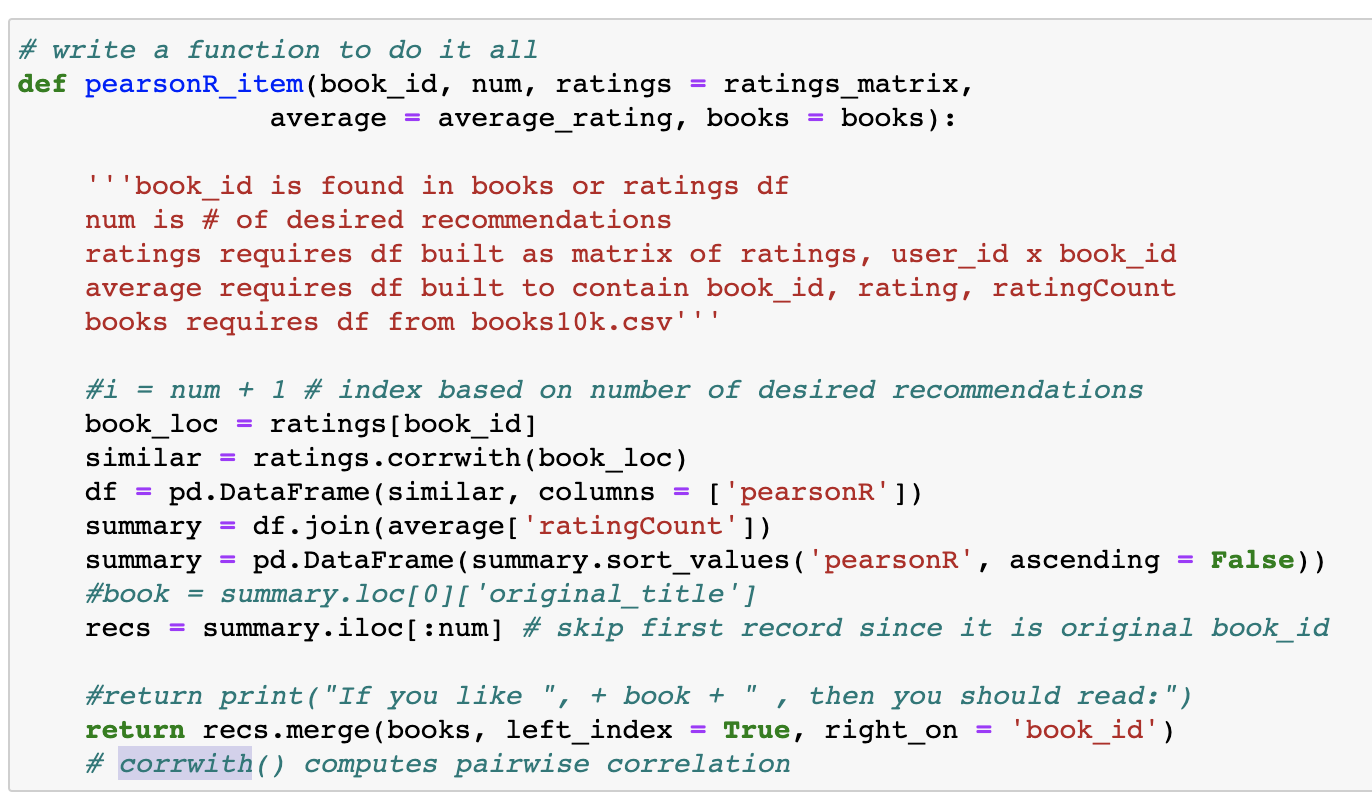 # write a function to do it all
def pearsonR_item(book_id, num, ratings = ratings_matrix,
               average = average_rating, books = books):

    '''book_id is found in books or ratings df
    num is # of desired recommendations
    ratings requires df built as matrix of ratings, user_id x book_id
    average requires df built to contain book_id, rating, ratingCount
    books requires df from books10k.csv'''

    #i = num + 1 # index based on number of desired recommendations
    book_loc = ratings[book_id]
    similar = ratings.corrwith(book_loc)
    df = pd.DataFrame(similar, columns = ['pearsonR'])
    summary = df.join(average['ratingCount'])
    summary = pd.DataFrame(summary.sort_values('pearsonR', ascending = False))
    #book = summary.loc[0]['original_title']
    recs = summary.iloc[:num] # skip first record since it is original book_id

    #return print("If you like ", + book + " , then you should read:")
    return recs.merge(books, left_index = True, right_on = 'book_id')
    # corrwith() computes pairwise correlation